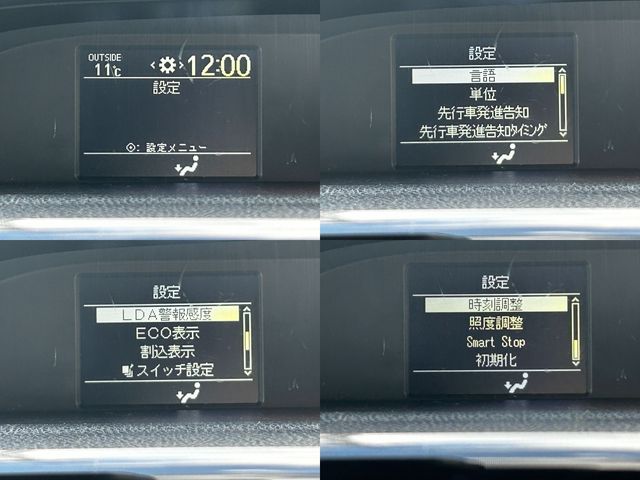 OUTSIDE
11℃
12:00
設定
: 設定メニュー
設定
言語
単位
先行車発進告知
先行車発進告知タイミング
設定
LDA警報感度
ECO表示
割込表示
スイッチ設定
設定
時刻調整
照度調整
Smart Stop
初期化